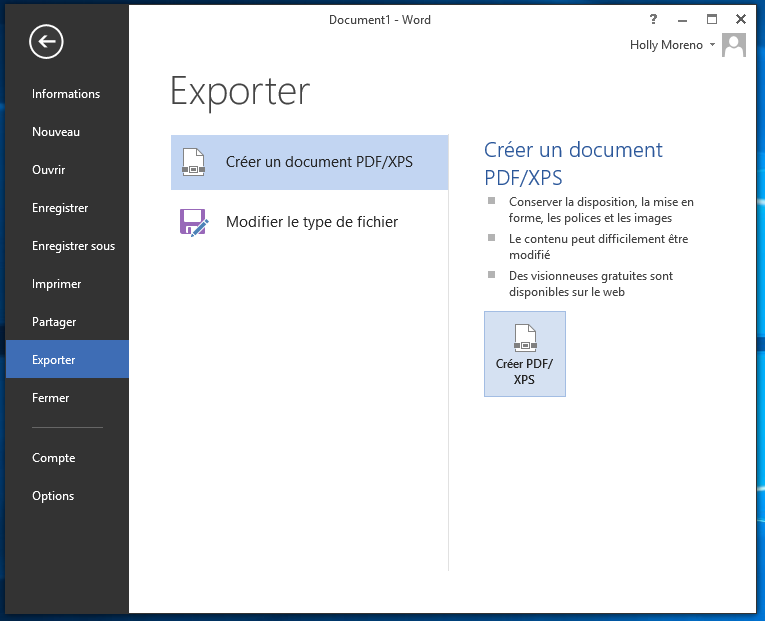 Document1 - Word
?
Holly Moreno
Informations
Nouveau
Ouvrir
Enregistrer
Enregistrer sous
Imprimer
Partager
Exporter
Fermer
Compte
Options
Exporter
Créer un document PDF/XPS
Modifier le type de fichier
Créer un document
PDF/XPS
Conserver la disposition, la mise en
forme, les polices et les images
Le contenu peut difficilement être
modifié
Des visionneuses gratuites sont
disponibles sur le web
Créer PDF/
XPS